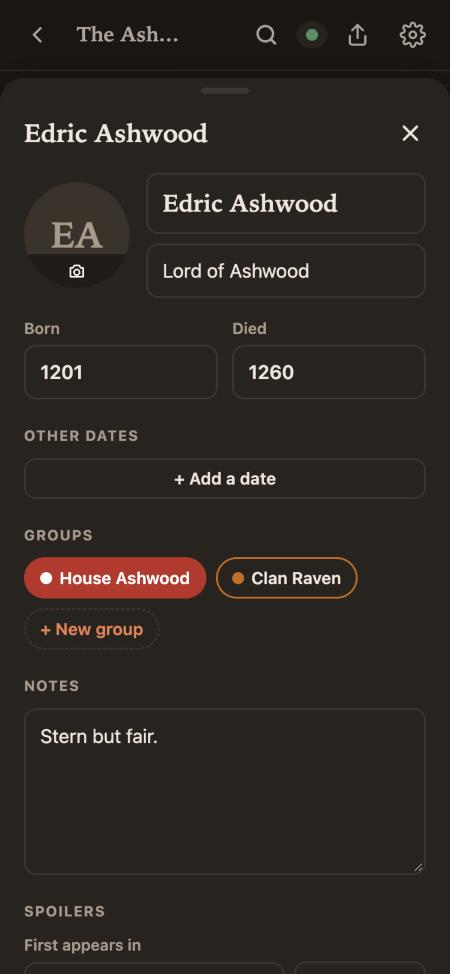 The Ash...
Edric Ashwood
EA
Edric Ashwood
Lord of Ashwood
Born
Died
1201
1260
OTHER DATES
+ Add a date
GROUPS
House Ashwood
Clan Raven
+ New group
NOTES
Stern but fair.
SPOILERS
First appears in